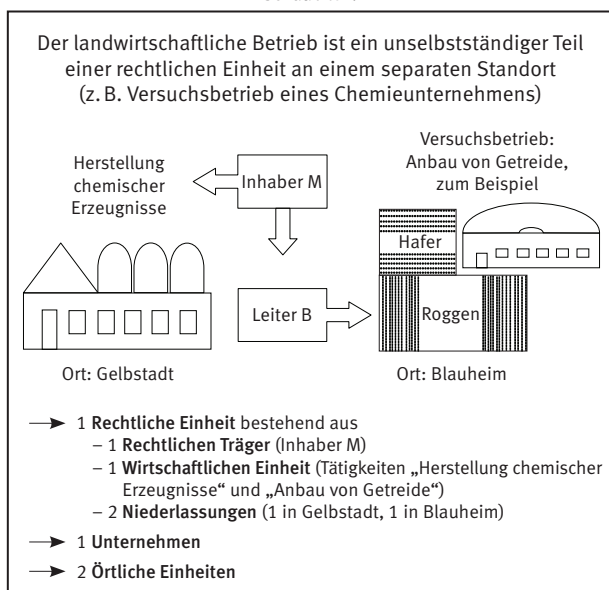 Der landwirtschaftliche Betrieb ist ein unselbstständiger Teil
einer rechtlichen Einheit an einem separaten Standort
(z. B. Versuchsbetrieb eines Chemieunternehmens)
Herstellung
chemischer
Erzeugnisse
Inhaber M
Versuchsbetrieb:
Anbau von Getreide,
zum Beispiel
Hafer
Leiter B
Roggen
Ort: Gelbstadt
Ort: Blauheim
1 Rechtliche Einheit bestehend aus
– 1 Rechtlichen Träger (Inhaber M)
– 1 Wirtschaftlichen Einheit (Tätigkeiten „Herstellung chemischer
Erzeugnisse“ und „Anbau von Getreide“)
– 2 Niederlassungen (1 in Gelbstadt, 1 in Blauheim)
1 Unternehmen
2 Örtliche Einheiten